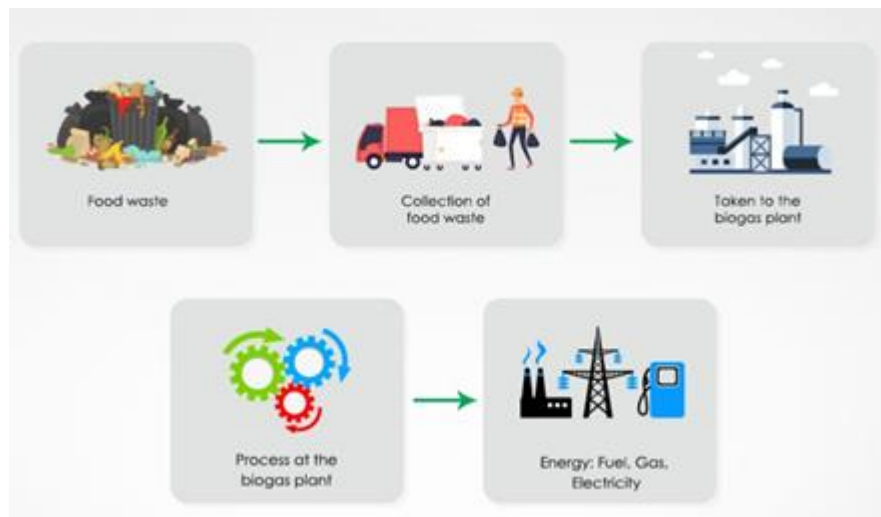 Food waste
Collection of
food waste
Taken to the
biogas plant
Process at the
biogas plant
Energy: Fuel, Gas,
Electricity